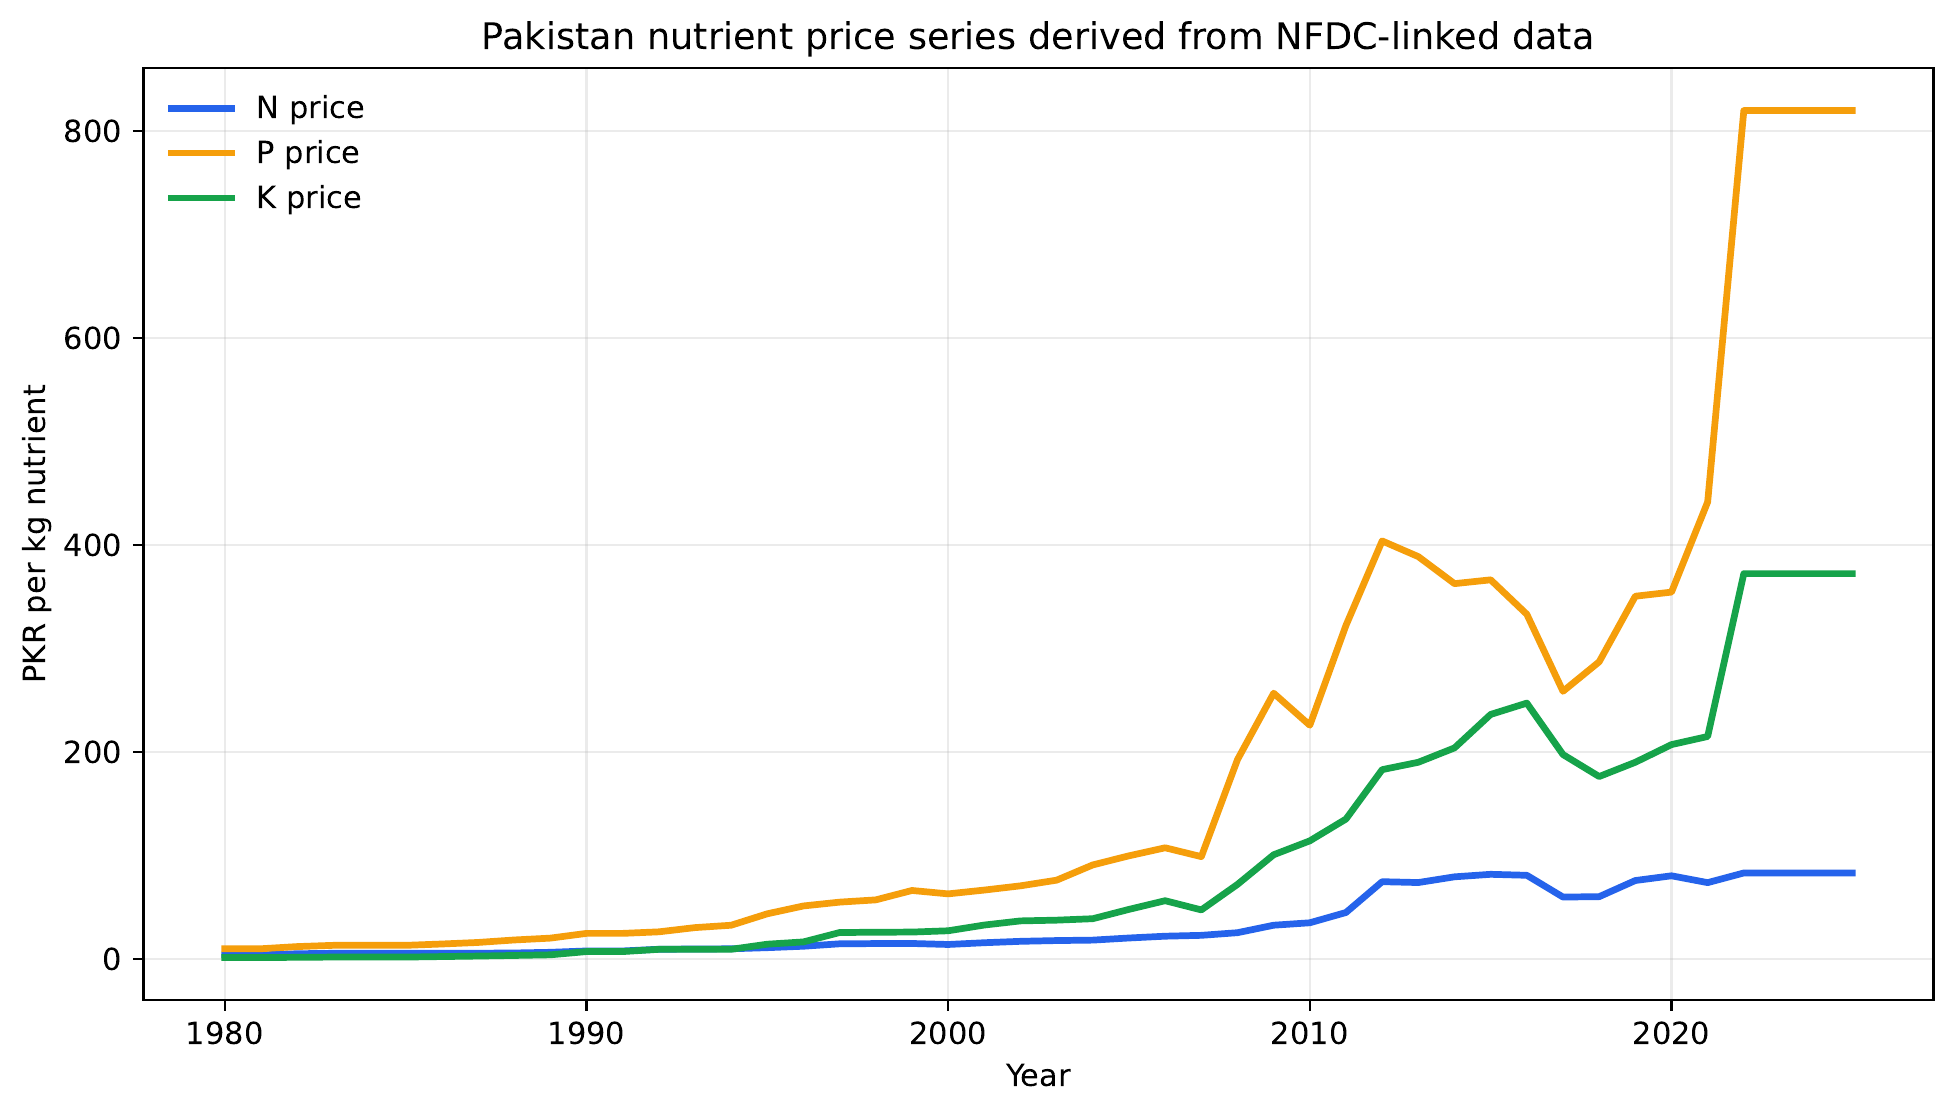 Pakistan nutrient price series derived from NFDC-linked data
N price
P price
K price
800
600
400
200
0
PKR per kg nutrient
1980
1990
2000
2010
2020
Year